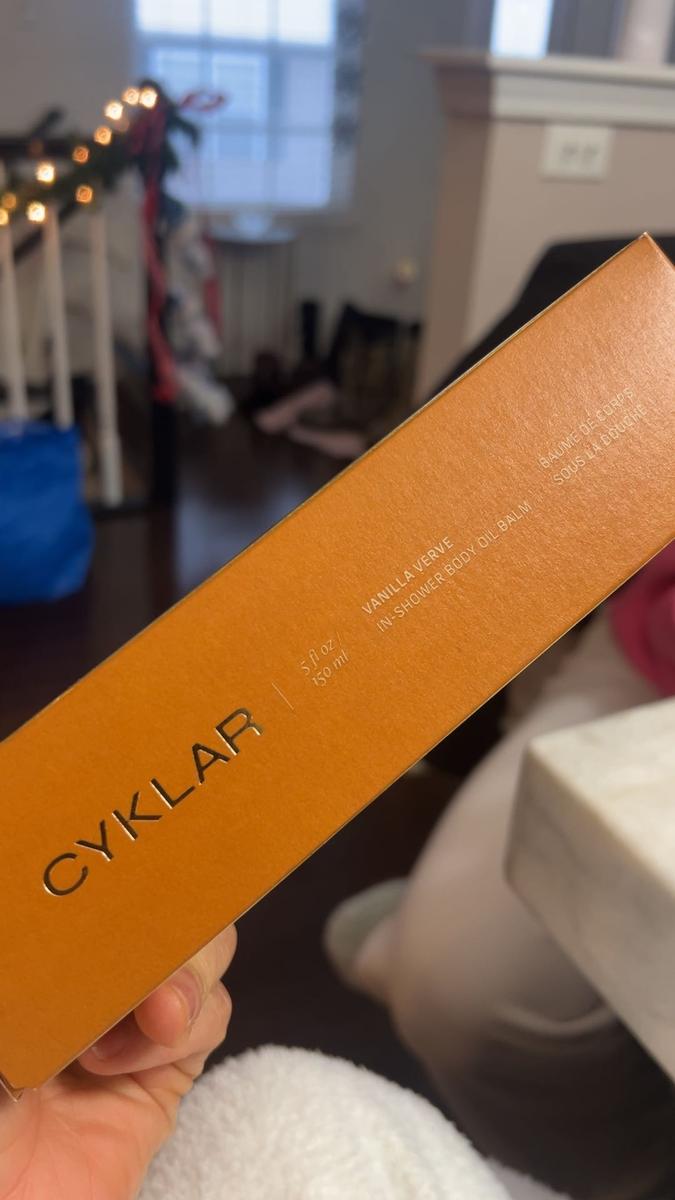 CYKLAR
5 fl oz /
150 ml
VANILLA VERVE
IN-SHOWER BODY OIL BALM
BAUME DE CORPS
SOUS LA DOUCHE